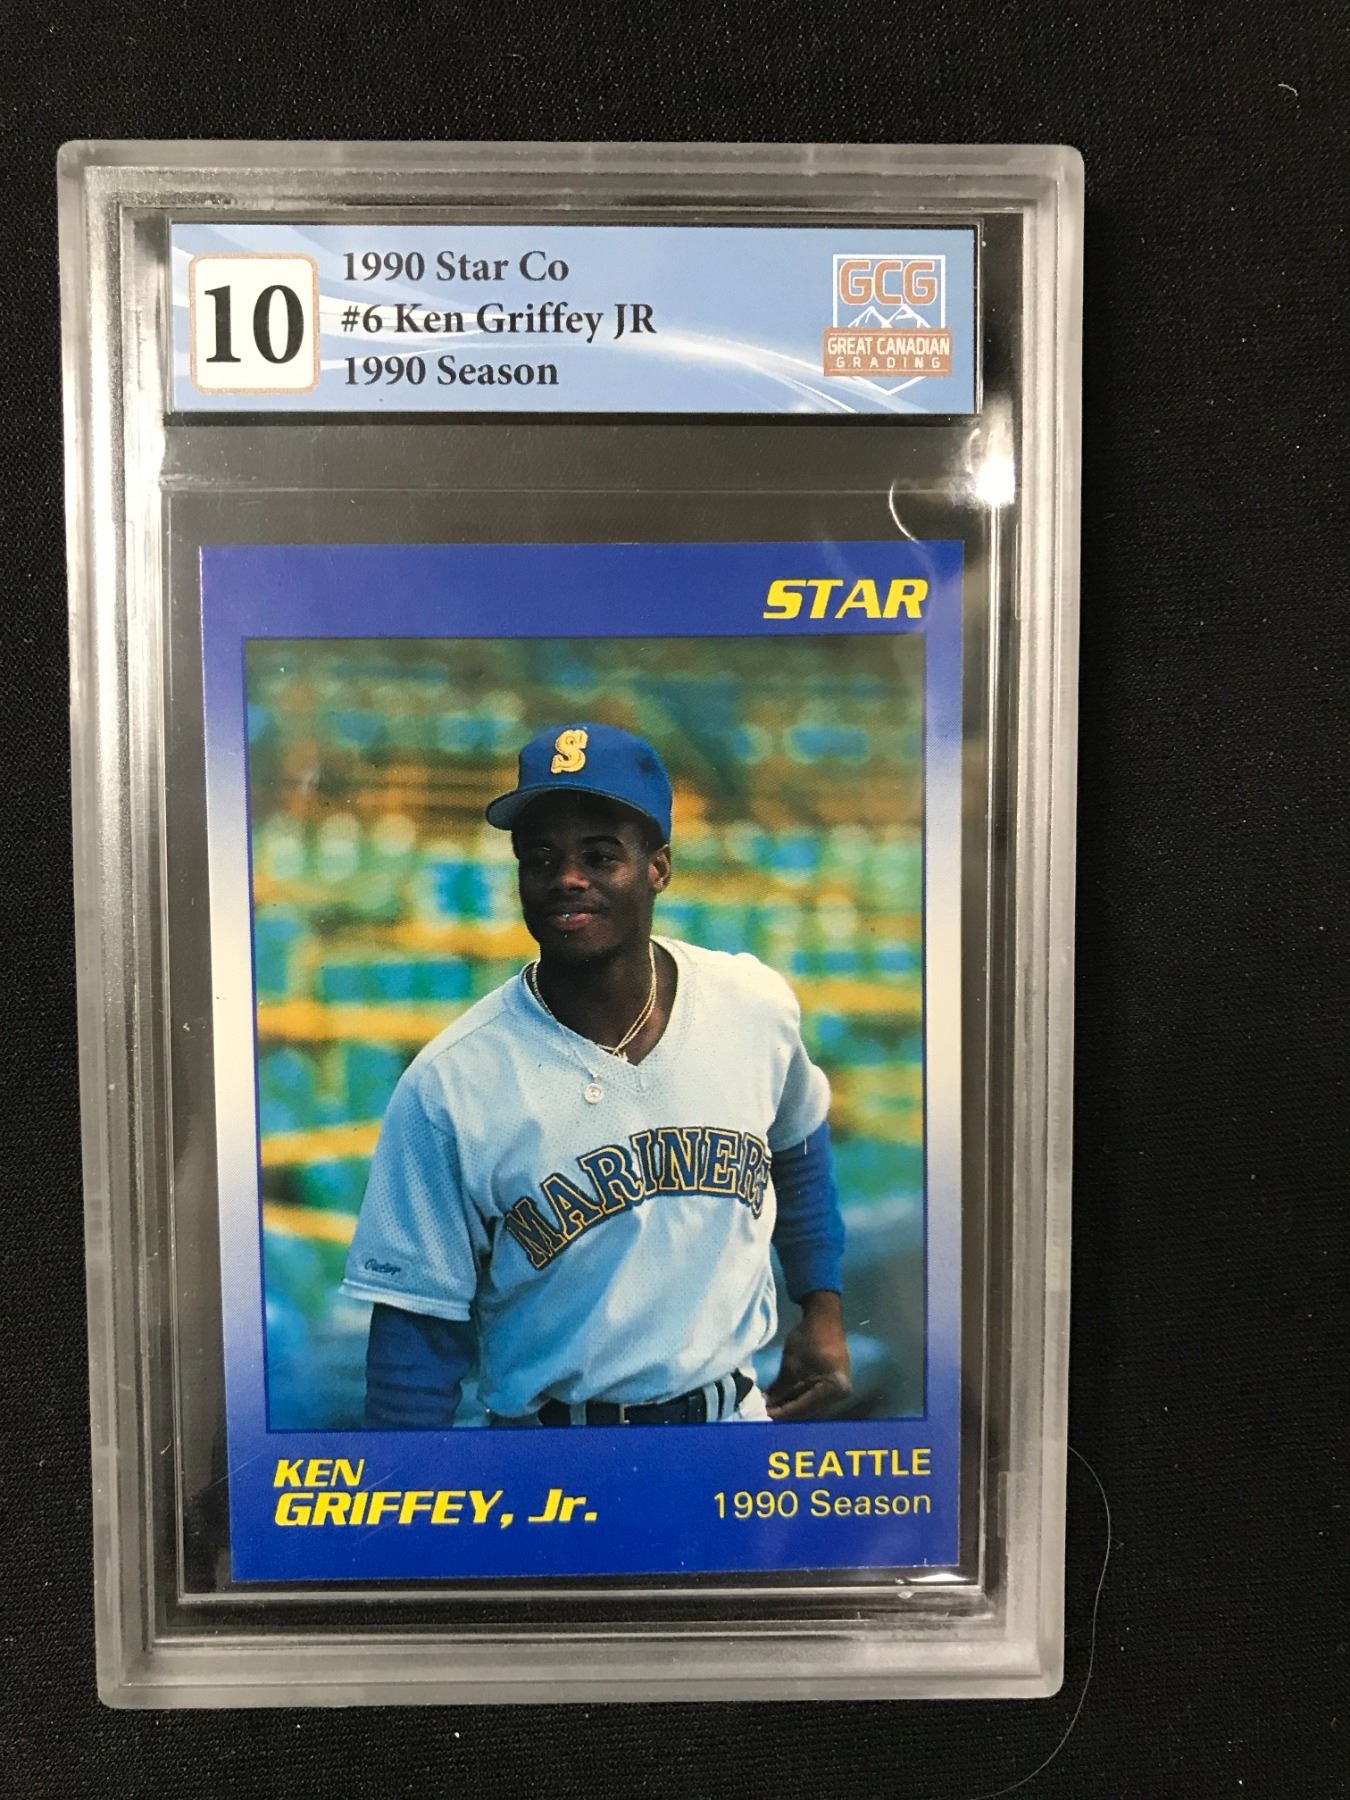 10
1990 Star Co
#6 Ken Griffey JR
1990 Season
GCG
GREAT CANADIAN
GRADING
STAR
S
MARINERS
Rawlings
KEN
GRIFFEY, Jr.
SEATTLE
1990 Season